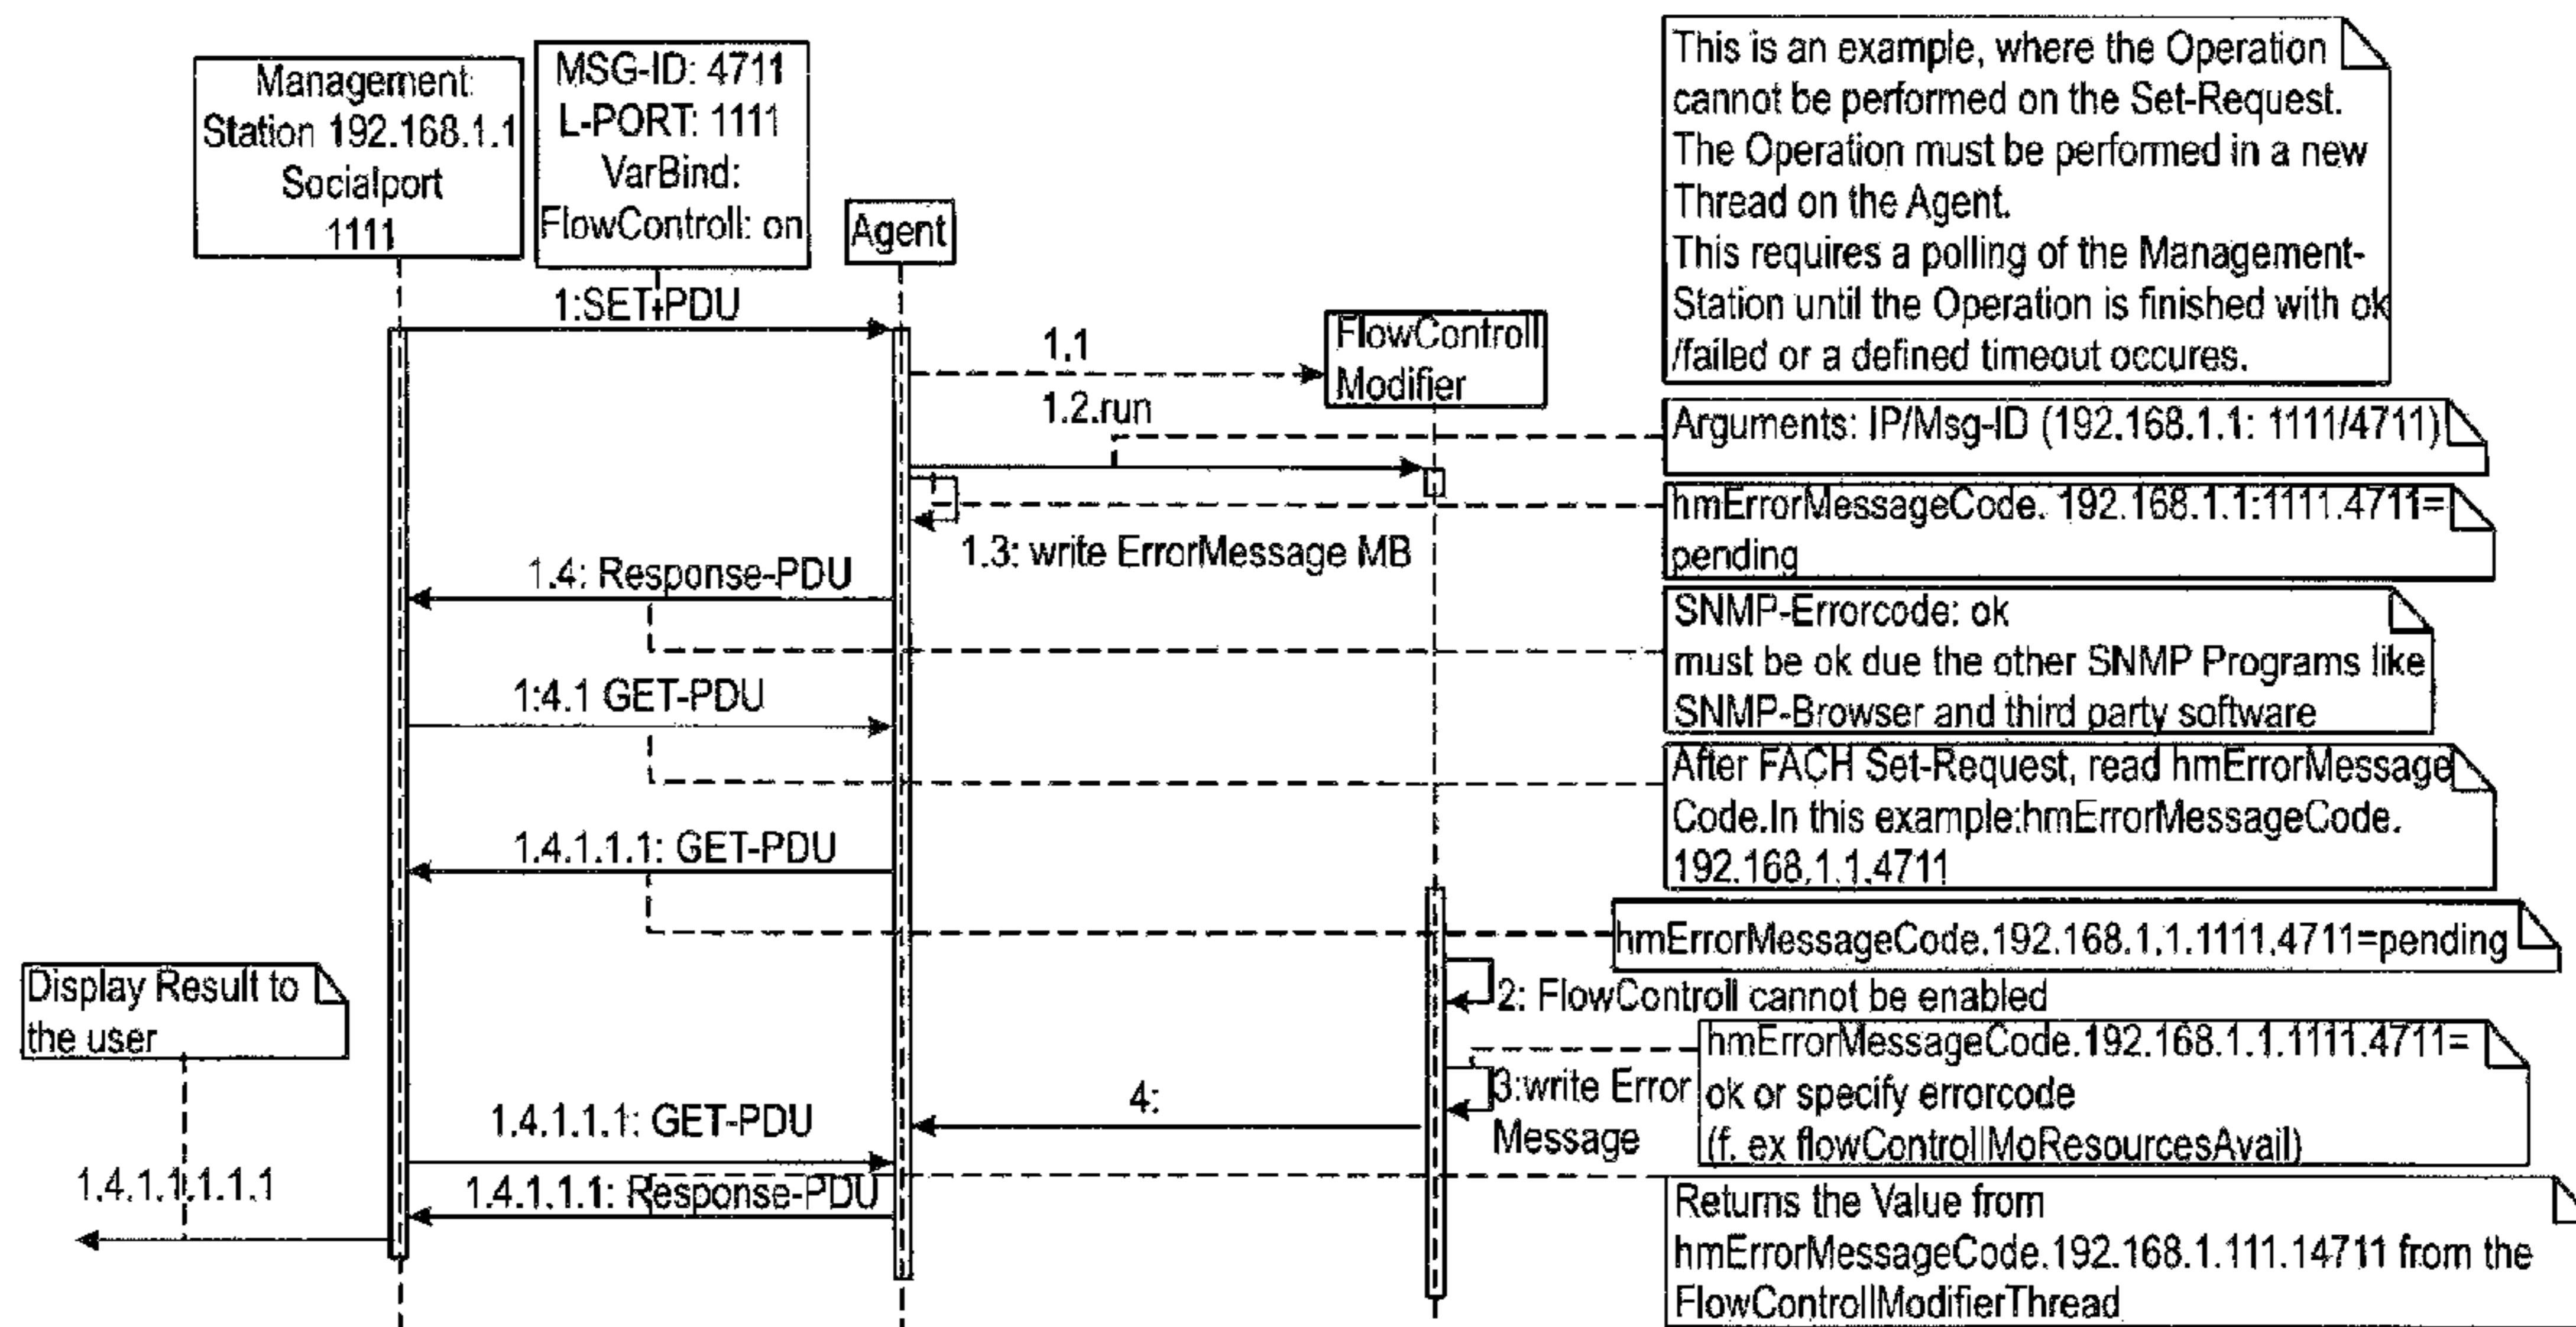 Management:
Station 192.168.1.1
Socialport
1111
MSG-ID: 4711
L-PORT: 1111
VarBind:
FlowControll: on
Agent
This is an example, where the Operation
cannot be performed on the Set-Request.
The Operation must be performed in a new
Thread on the Agent.
This requires a polling of the Management-
Station until the Operation is finished with ok
/failed or a defined timeout occures.
1:SET-PDU
1.1
FlowControll
Modifier
1.2.run
Arguments: IP/Msg-ID (192.168.1.1: 1111/4711)
hmErrorMessageCode. 192.168.1.1:1111.4711=
pending
1.3: write ErrorMessage MB
1.4: Response-PDU
SNMP-Errorcode: ok
must be ok due the other SNMP Programs like
SNMP-Browser and third party software
1:4.1 GET-PDU
After FACH Set-Request, read hmErrorMessage
Code.In this example:hmErrorMessageCode.
192.168.1.1.4711
1.4.1.1.1: GET-PDU
hmErrorMessageCode.192.168.1.1.1111.4711=pending
Display Result to
the user
2: FlowControll cannot be enabled
hmErrorMessageCode.192.168.1.1.1111.4711=
ok or specify errorcode
(f. ex flowControllMoResourcesAvail)
3:write Error
Message
4:
1.4.1.1.1: GET-PDU
1.4.1.1.1.1.1
1.4.1.1.1: Response-PDU
Returns the Value from
hmErrorMessageCode.192.168.1.111.14711 from the
FlowControllModifierThread